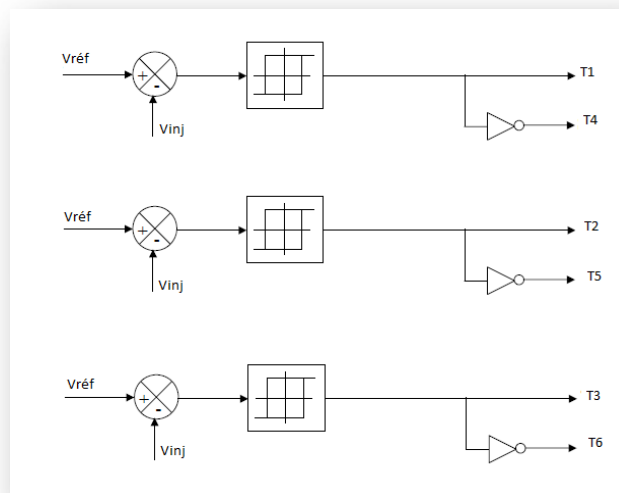 Vréf
+
-
Vinj
T1
T4
Vréf
+
-
Vinj
T2
T5
Vréf
+
-
Vinj
T3
T6